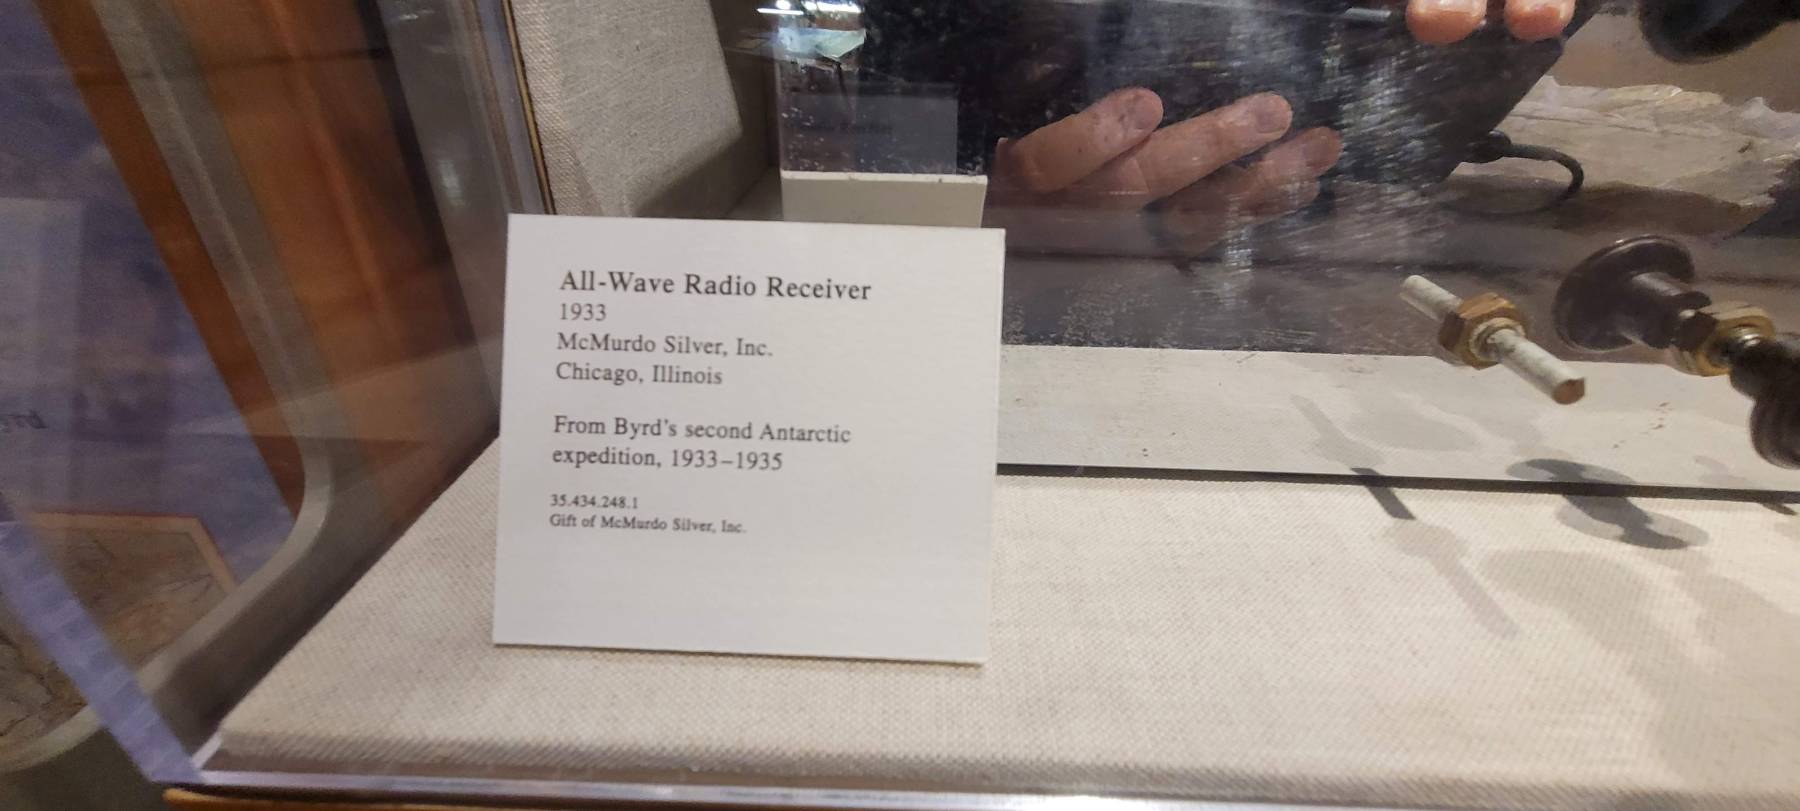 All-Wave Radio Receiver
1933
McMurdo Silver, Inc.
Chicago, Illinois
From Byrd's second Antarctic
expedition, 1933–1935
35.434.248.1
Gift of McMurdo Silver, Inc.